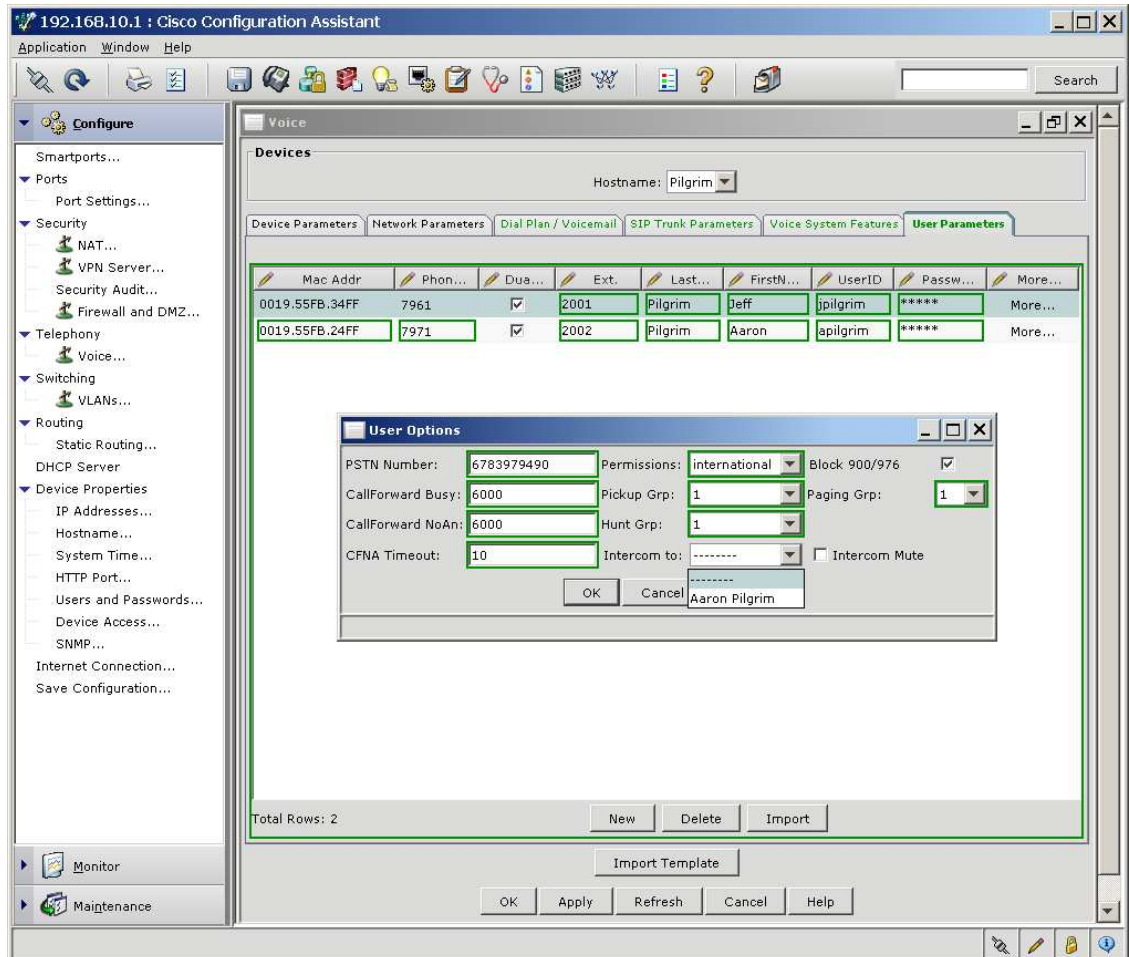 192.168.10.1 : Cisco Configuration Assistant
Application Window Help
Search
Configure
Smartports...
Ports
Port Settings...
Security
NAT...
VPN Server...
Security Audit...
Firewall and DMZ...
Telephony
Voice...
Switching
VLANs...
Routing
Static Routing...
DHCP Server
Device Properties
IP Addresses...
Hostname...
System Time...
HTTP Port...
Users and Passwords...
Device Access...
SNMP...
Internet Connection...
Save Configuration...
Monitor
Maintenance
Voice
Devices
Hostname: Pilgrim
Device Parameters Network Parameters Dial Plan / Voicemail SIP Trunk Parameters Voice System Features User Parameters
Mac Addr Phon... Dua... Ext. Last... FirstN... UserID Passw... More...
0019.55FB.34FF 7961 2001 Pilgrim Jeff jpilgrim ***** More...
0019.55FB.24FF 7971 2002 Pilgrim Aaron apilgrim ***** More...
User Options
PSTN Number: 6783979490 Permissions: international Block 900/976
CallForward Busy: 6000 Pickup Grp: 1 Paging Grp: 1
CallForward NoAn: 6000 Hunt Grp: 1
CFNA Timeout: 10 Intercom to: -------- Intercom Mute
--------
Aaron Pilgrim
OK Cancel
Total Rows: 2 New Delete Import
Import Template
OK Apply Refresh Cancel Help